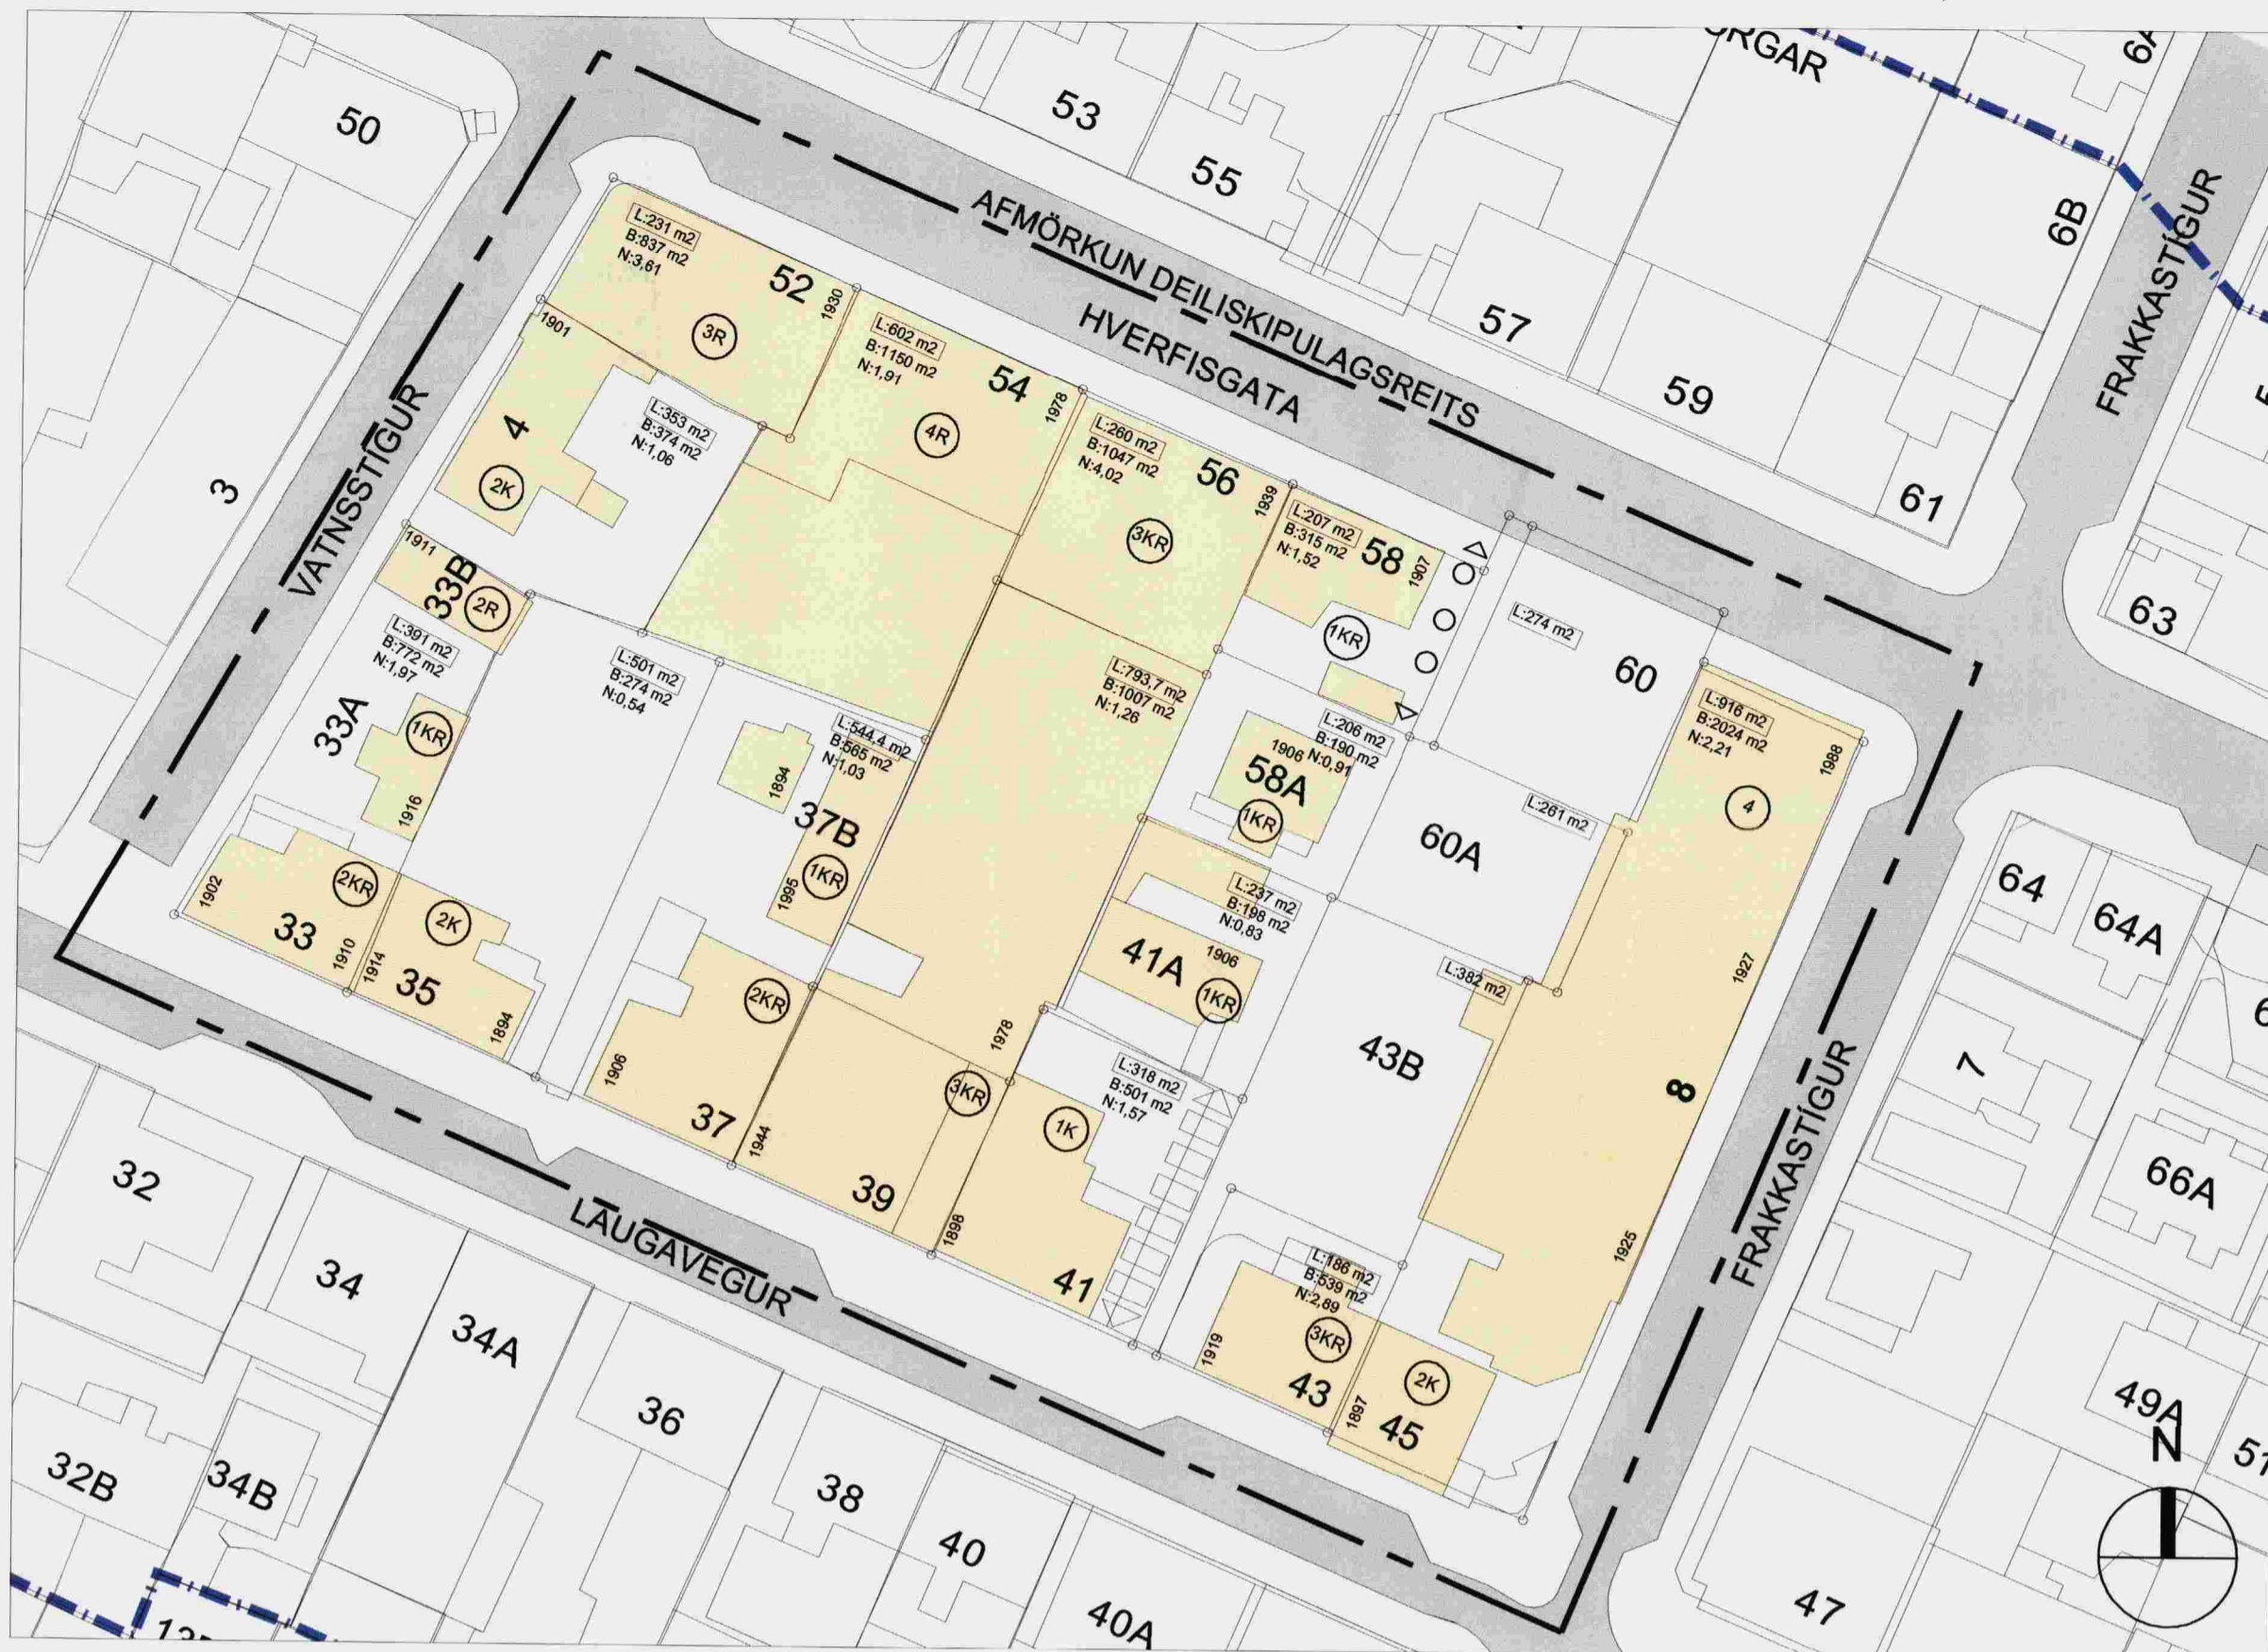 50
53
55
57
59
61
6B
FRAKKASTÍGUR
63
3
VATNSSTÍGUR
AFMÖRKUN DEILISKIPULAGSREITS
HVERFISGATA
L:231 m2
B:837 m2
N:3,61
52
1930
3R
1901
4
2K
L:353 m2
B:374 m2
N:1,06
L:602 m2
B:1150 m2
N:1,91
54
1978
4R
L:260 m2
B:1047 m2
N:4,02
56
1939
3KR
L:207 m2
B:315 m2
N:1,52
58
1907
1KR
L:274 m2
60
L:916 m2
B:2024 m2
N:2,21
1988
4
1911
33B
2R
L:391 m2
B:772 m2
N:1,97
33A
1KR
1916
L:501 m2
B:274 m2
N:0,54
L:544,4 m2
B:565 m2
N:1,03
1894
37B
1KR
1995
L:793,7 m2
B:1007 m2
N:1,26
L:206 m2
B:190 m2
N:0,91
1906
58A
1KR
60A
L:261 m2
1902
33
2KR
1910
1914
2K
35
1894
1906
2KR
37
1944
1978
3KR
39
1898
L:237 m2
B:198 m2
N:0,83
41A
1906
1KR
L:382 m2
43B
1927
8
1925
L:318 m2
B:501 m2
N:1,57
1K
41
L:186 m2
B:539 m2
N:2,89
3KR
1919
43
1897
2K
45
FRAKKASTÍGUR
LAUGAVEGUR
64
64A
7
66A
49A
47
32
34
34A
32B
34B
36
38
40
40A
N